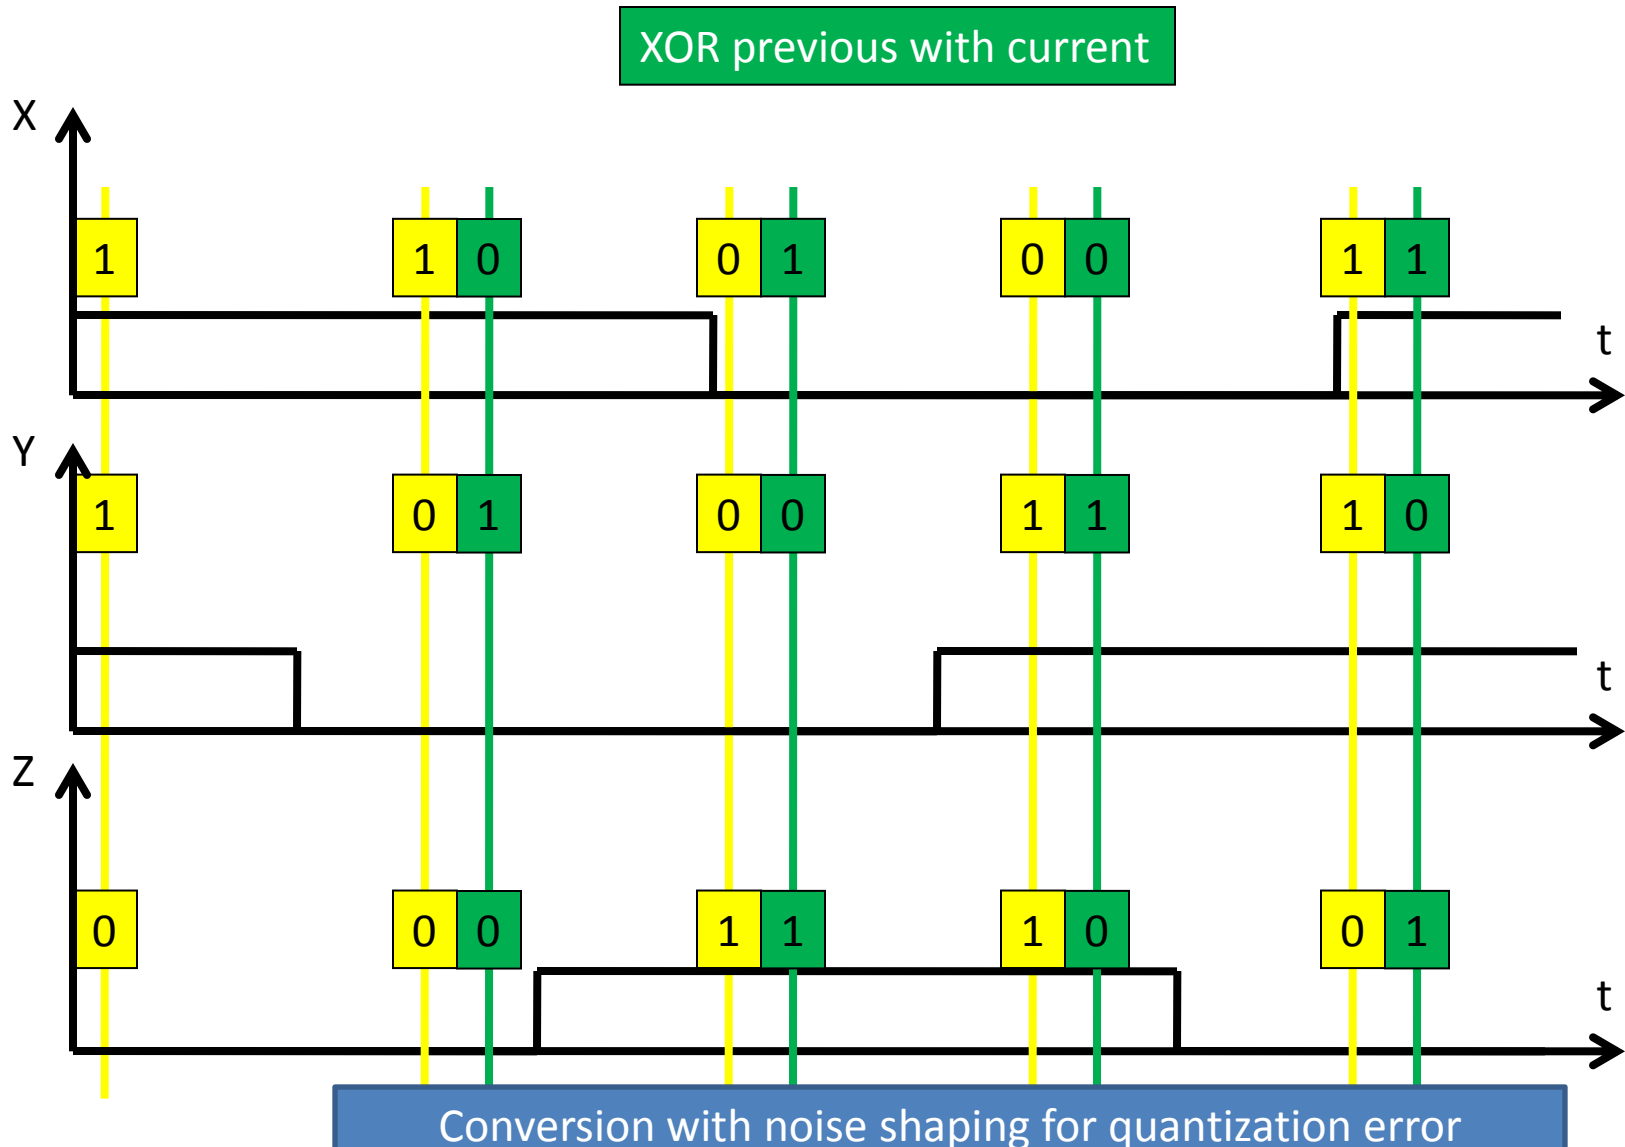 XOR previous with current
X
1 1 0 0 1 0 0 1 1
t
Y
1 0 1 0 0 1 1 1 0
t
Z
0 0 0 1 1 1 0 0 1
t
Conversion with noise shaping for quantization error